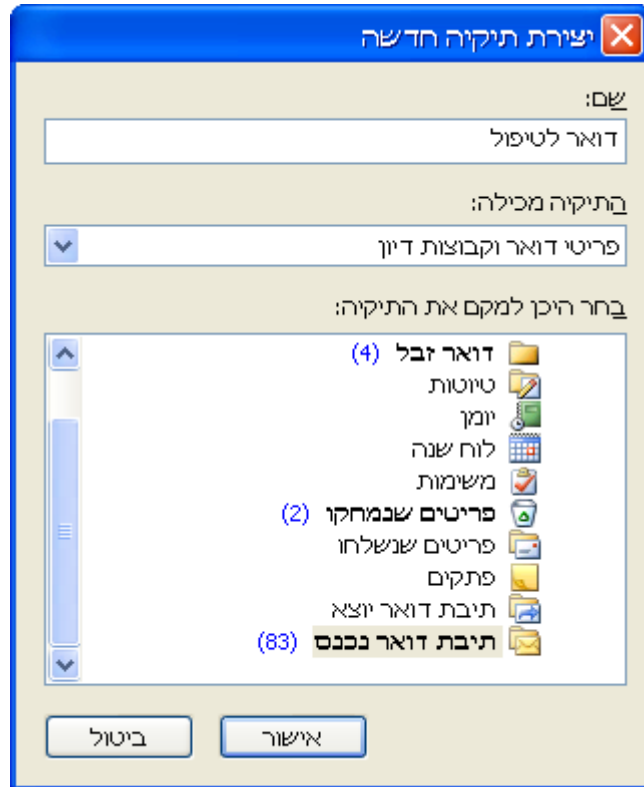 יצירת תיקיה חדשה
שם:
דואר לטיפול
התיקיה מכילה:
פריטי דואר וקבוצות דיון
בחר היכן למקם את התיקיה:
דואר זבל (4)
טיוטות
יומן
לוח שנה
משימות
פריטים שנמחקו (2)
פריטים שנשלחו
פתקים
תיבת דואר יוצא
תיבת דואר נכנס (83)
אישור ביטול